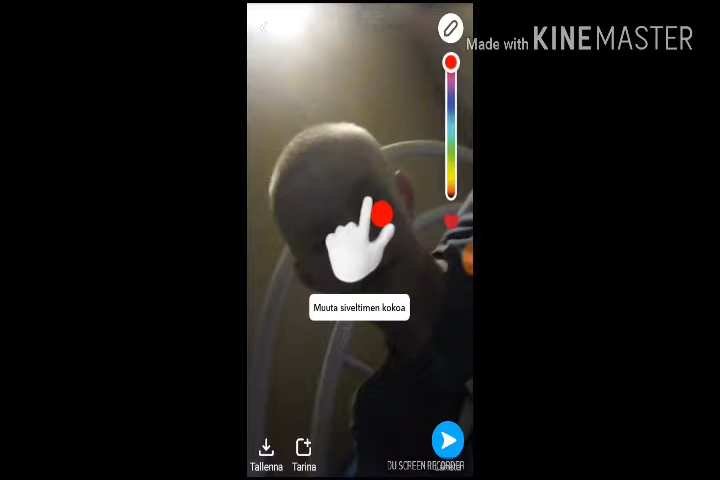 Made with KINEMASTER
Muuta siveltimen kokoa
Tallenna
Tarina
DU SCREEN RECORDER